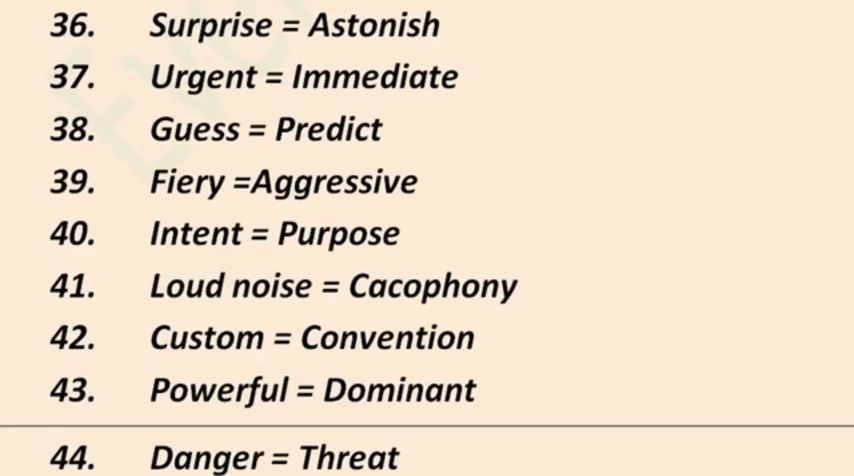 36. Surprise = Astonish
37. Urgent = Immediate
38. Guess = Predict
39. Fiery =Aggressive
40. Intent = Purpose
41. Loud noise = Cacophony
42. Custom = Convention
43. Powerful = Dominant
44. Danger = Threat